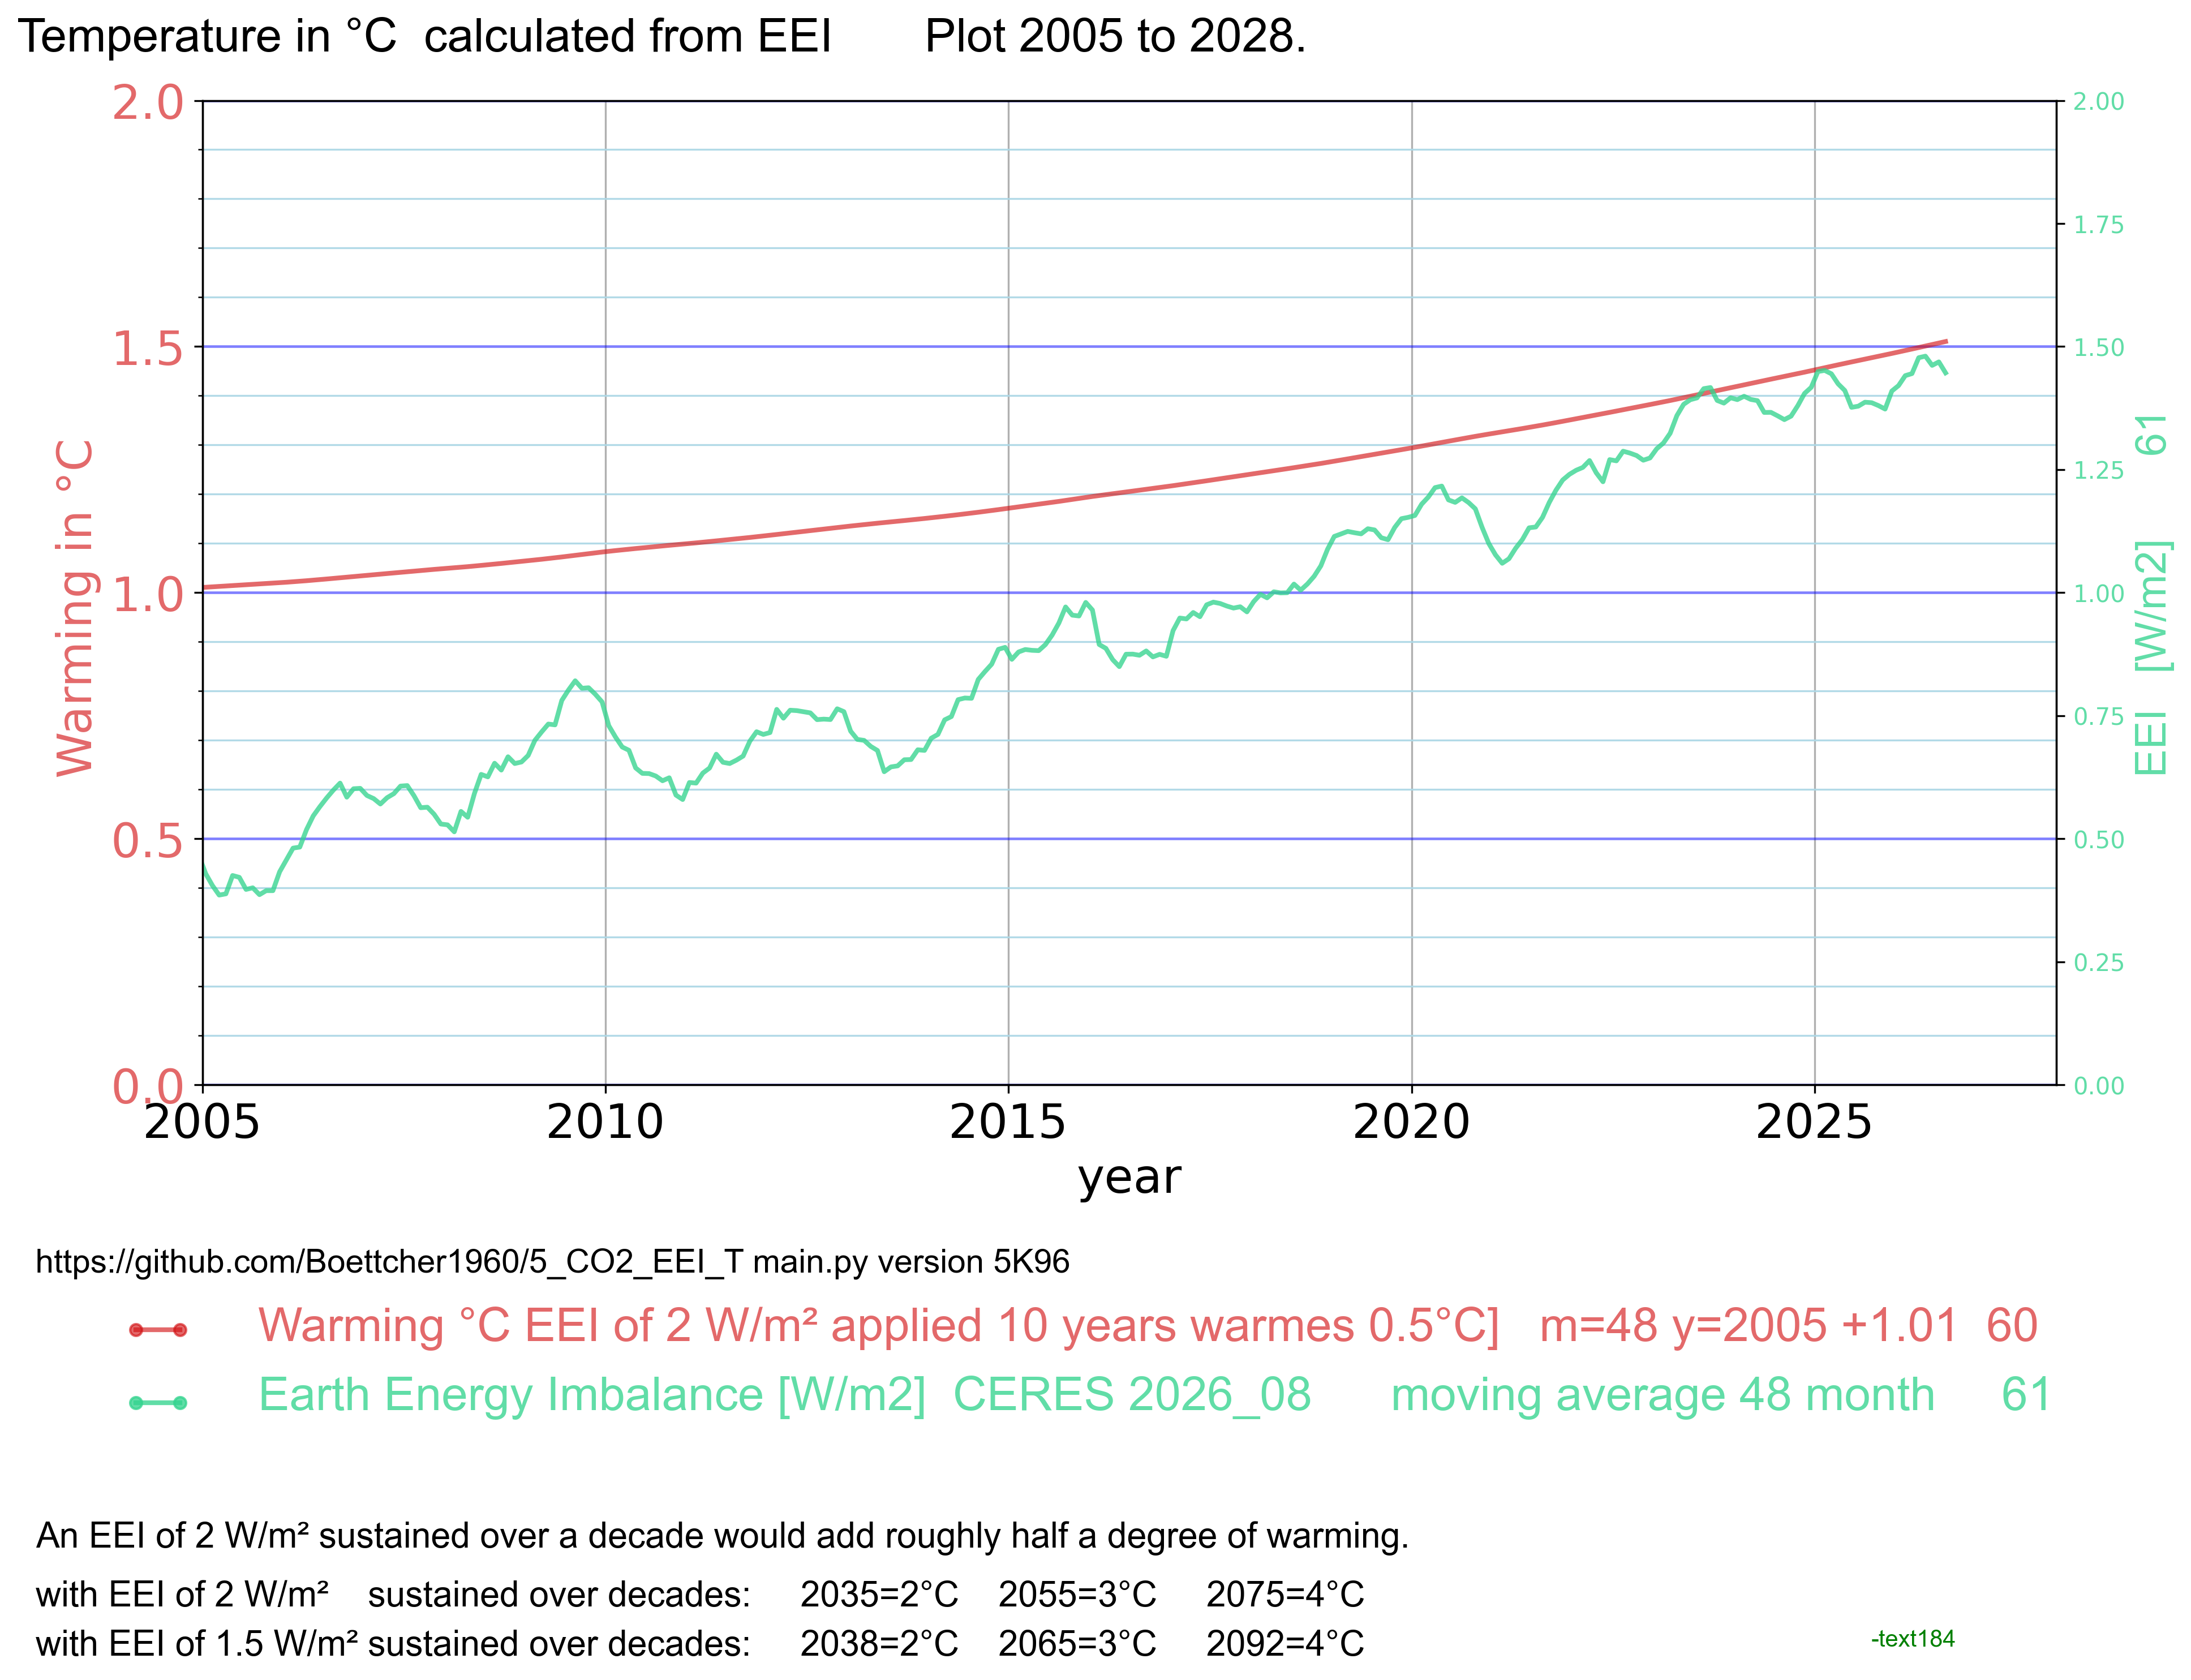 Temperature in °C  calculated from EEI       Plot 2005 to 2028.
2.0
1.5
1.0
0.5
0.0
Warming in °C
2.00
1.75
1.50
1.25
1.00
0.75
0.50
0.25
0.00
EEI   [W/m2]      61
2005 2010 2015 2020 2025
year
https://github.com/Boettcher1960/5_CO2_EEI_T main.py version 5K96
Warming °C EEI of 2 W/m² applied 10 years warmes 0.5°C]   m=48 y=2005 +1.01  60
Earth Energy Imbalance [W/m2]  CERES 2026_08      moving average 48 month     61
An EEI of 2 W/m² sustained over a decade would add roughly half a degree of warming.
with EEI of 2 W/m²    sustained over decades:     2035=2°C    2055=3°C     2075=4°C
with EEI of 1.5 W/m² sustained over decades:     2038=2°C    2065=3°C     2092=4°C
-text184